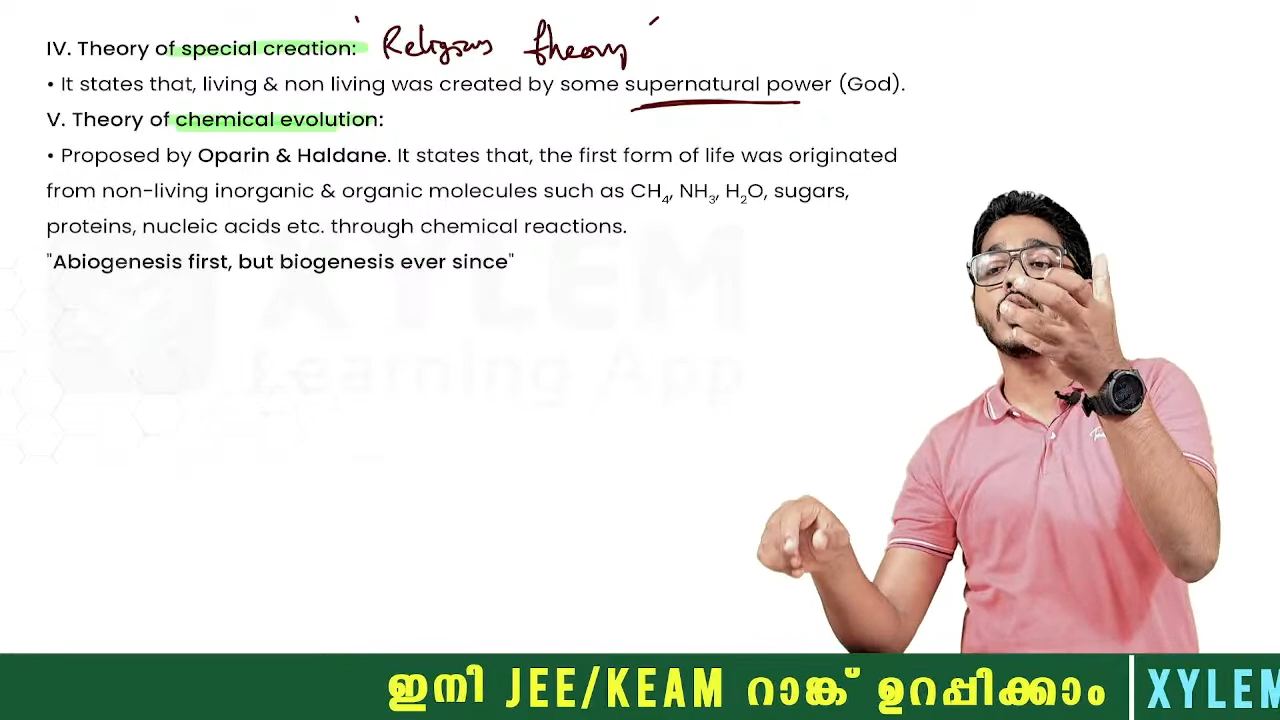 IV. Theory of special creation: "Religious theory"
• It states that, living & non living was created by some supernatural power (God).
V. Theory of chemical evolution:
• Proposed by Oparin & Haldane. It states that, the first form of life was originated
from non-living inorganic & organic molecules such as CH₄, NH₃, H₂O, sugars,
proteins, nucleic acids etc. through chemical reactions.
"Abiogenesis first, but biogenesis ever since"
XYLEM
Learning App
ഇനി JEE/KEAM റാങ്ക് ഉറപ്പിക്കാം | XYLEM